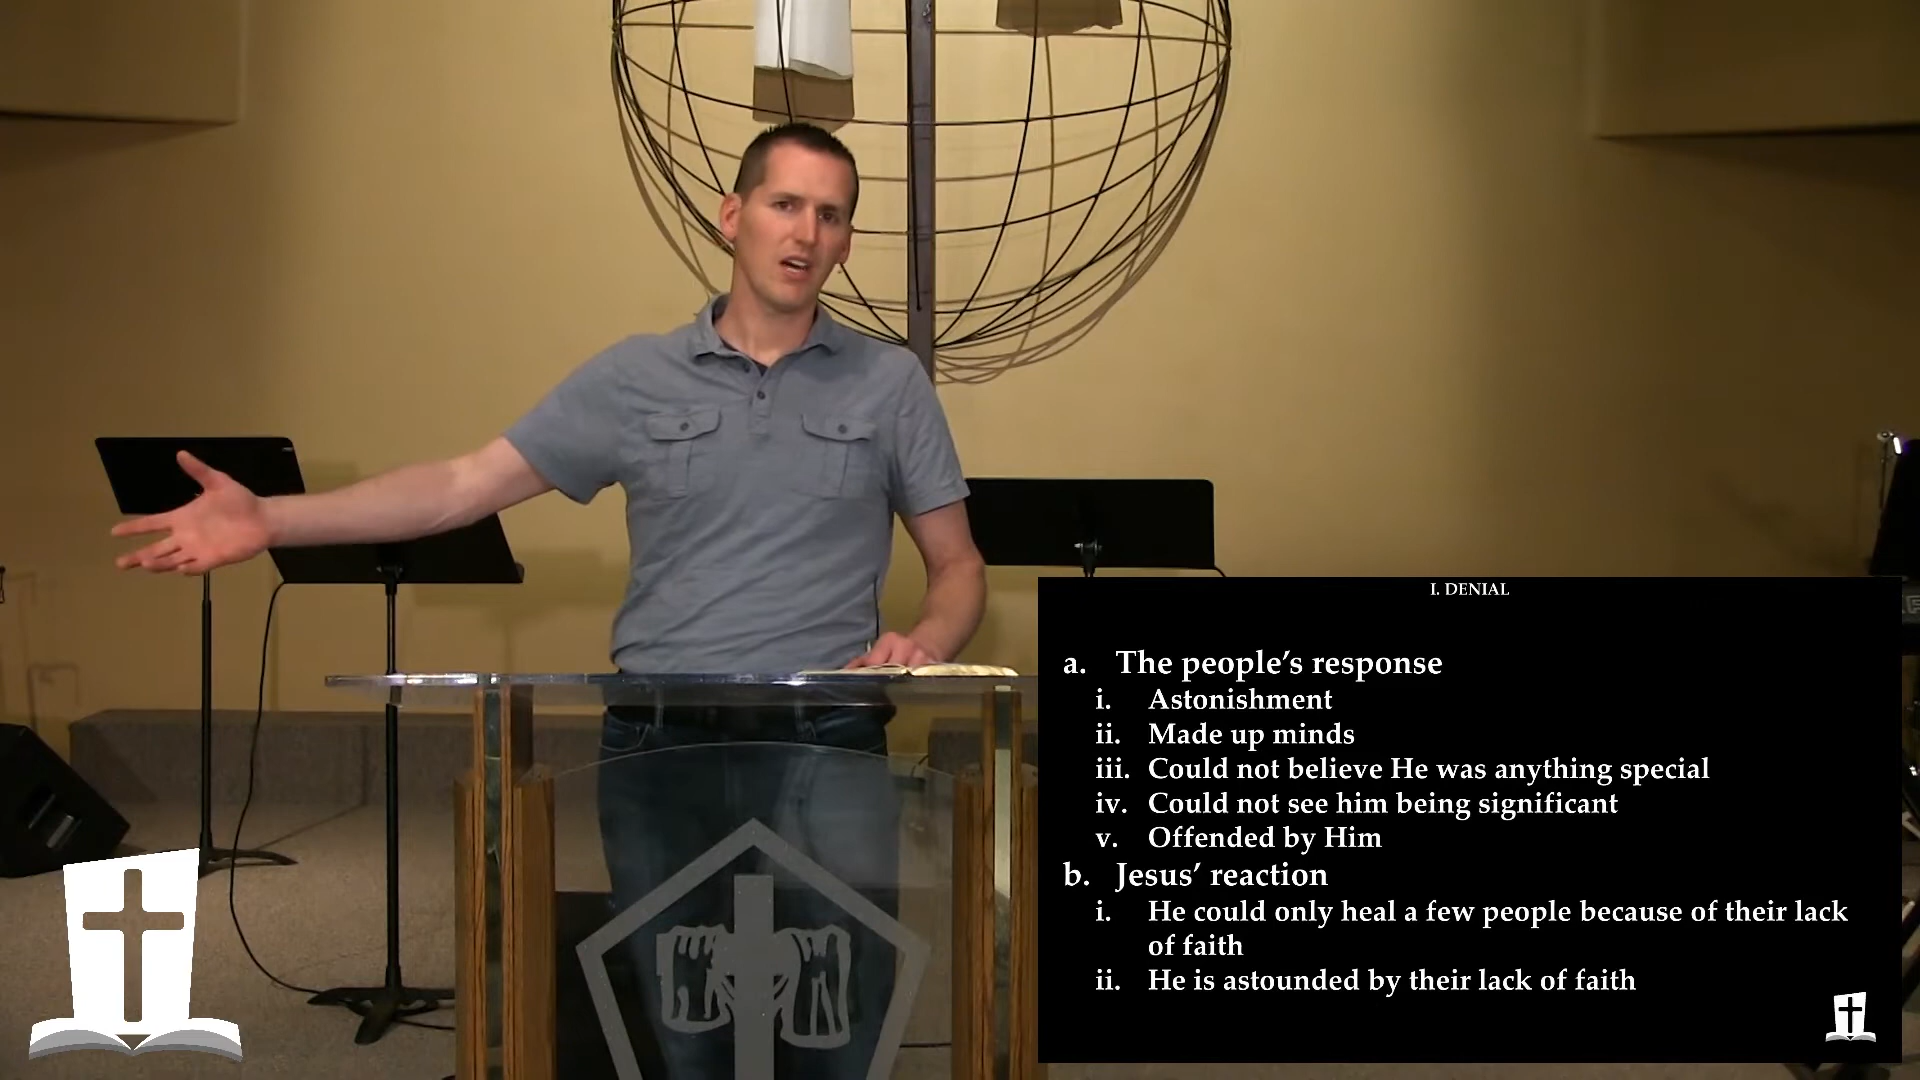 I. DENIAL
a. The people's response
i. Astonishment
ii. Made up minds
iii. Could not believe He was anything special
iv. Could not see him being significant
v. Offended by Him
b. Jesus' reaction
i. He could only heal a few people because of their lack
of faith
ii. He is astounded by their lack of faith